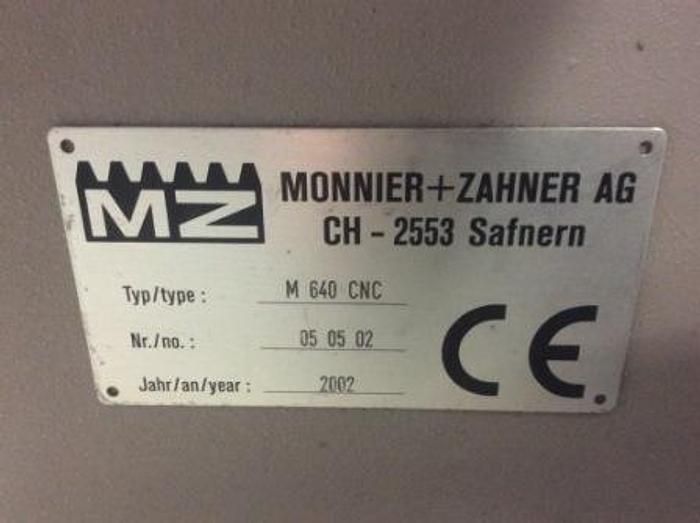 MZ
MONNIER+ZAHNER AG
CH - 2553 Safnern
Typ/type : M 640 CNC
Nr./no. : 05 05 02
Jahr/an/year : 2002
CE